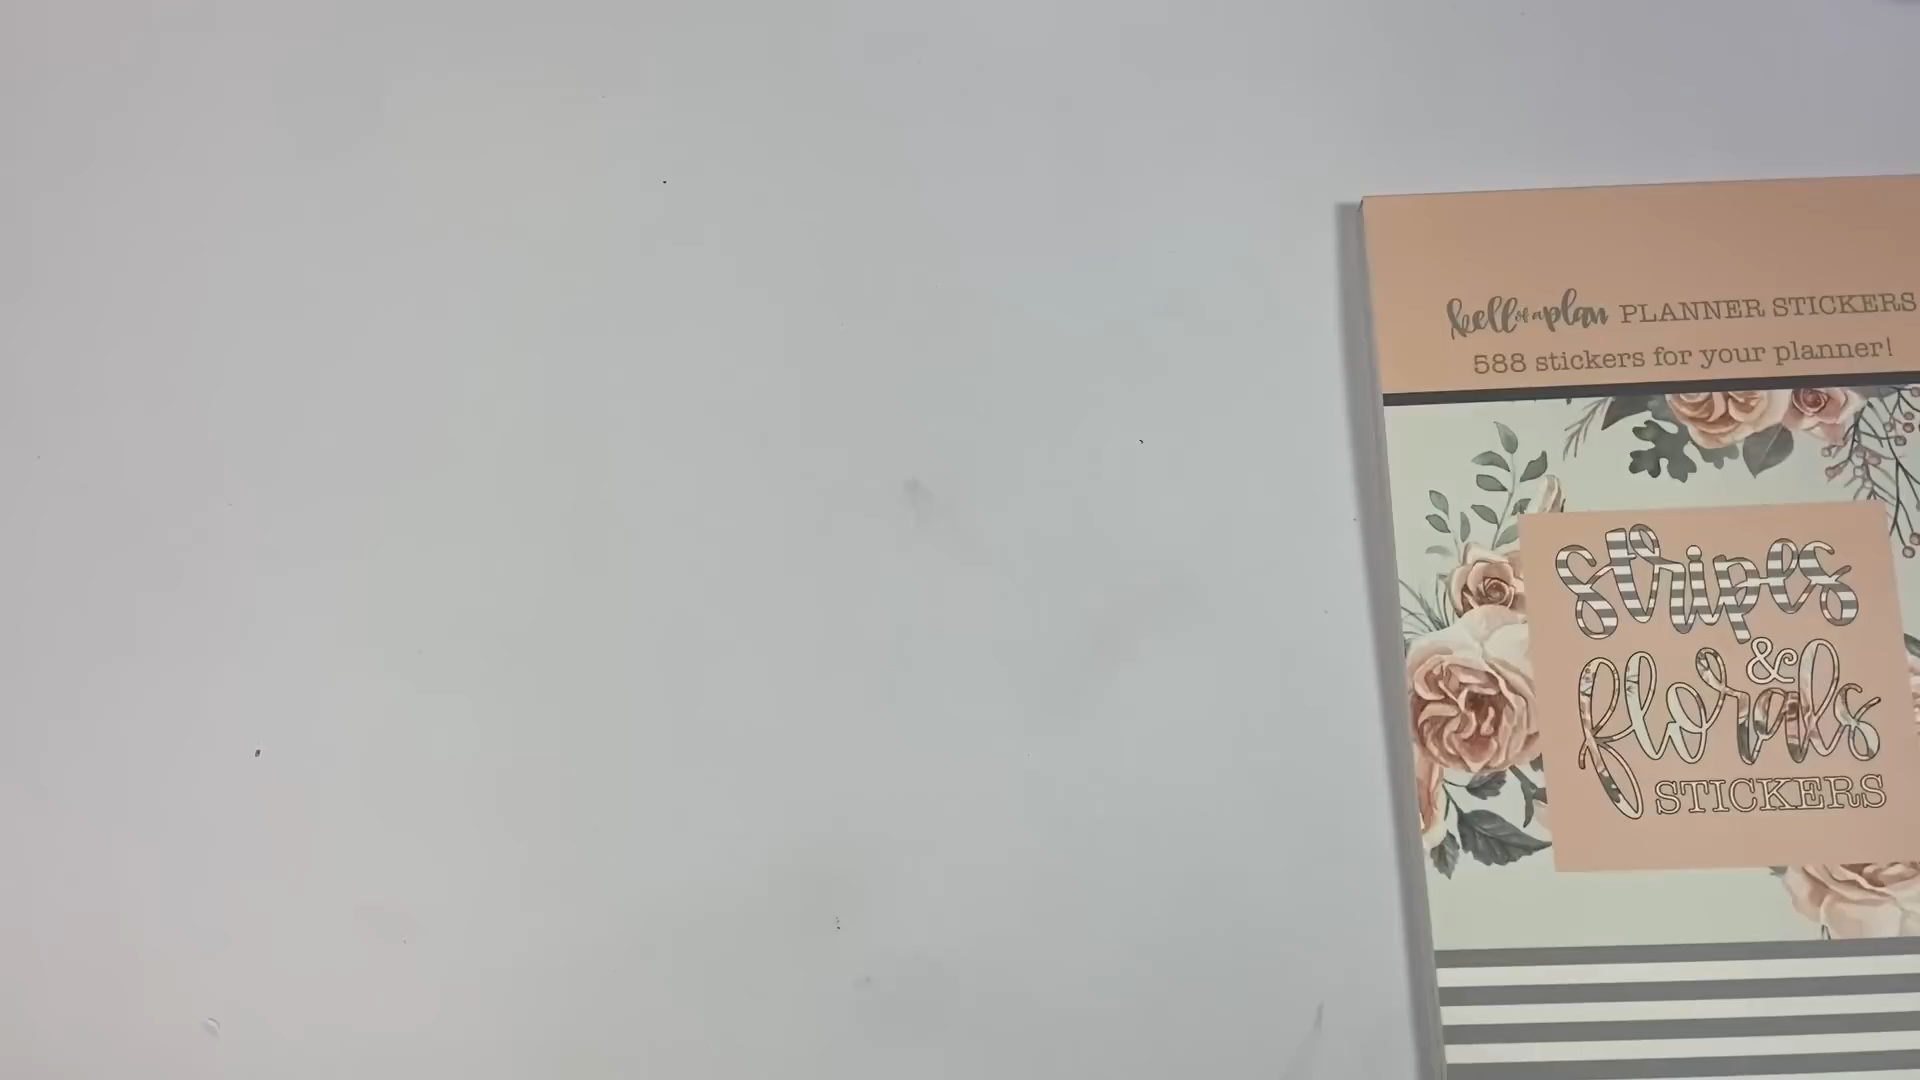 hell of a plan PLANNER STICKERS
588 stickers for your planner!
stripes
&
florals
STICKERS